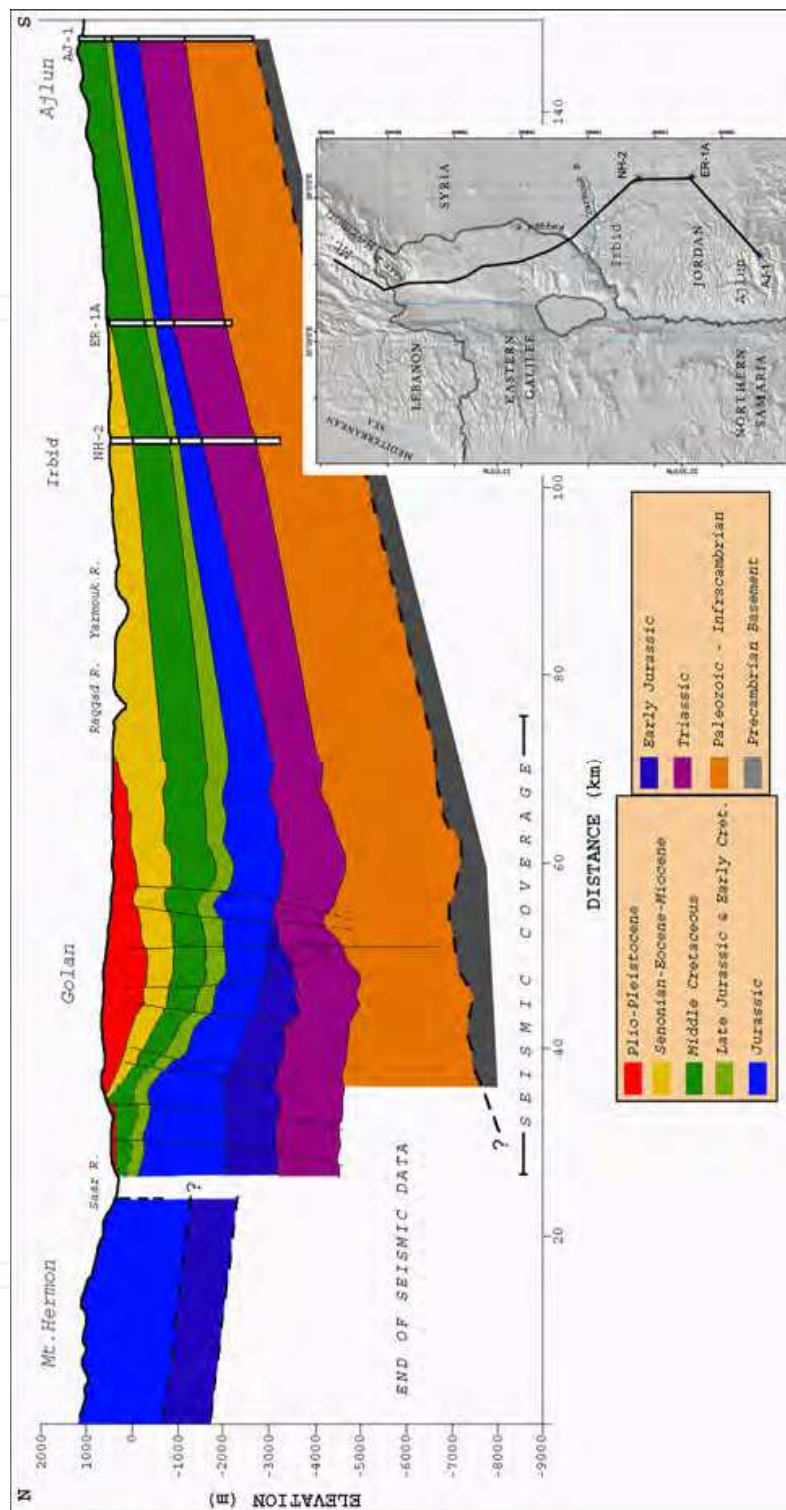 N
S
Mt.Hermon
Golan
Irbid
Ajlun
Saar R.
Raqqad R.
Yarmouk R.
NH-2
ER-1A
AJ-1
2000
1000
0
-1000
-2000
-3000
-4000
-5000
-6000
-7000
-8000
-9000
ELEVATION (m)
?
?
END OF SEISMIC DATA
SEISMIC COVERAGE
20
40
60
80
100
140
DISTANCE (km)
Plio-Pleistocene
Senonian-Eocene-Miocene
Middle Cretaceous
Late Jurassic & Early Cret.
Jurassic
Early Jurassic
Triassic
Paleozoic - Infracambrian
Precambrian Basement
LEBANON
SYRIA
MEDITERRANEAN
SEA
EASTERN
GALILEE
Raqqad R.
Yarmouk R.
Irbid
NH-2
ER-1A
JORDAN
Ajlun
AJ-1
NORTHERN
SAMARIA